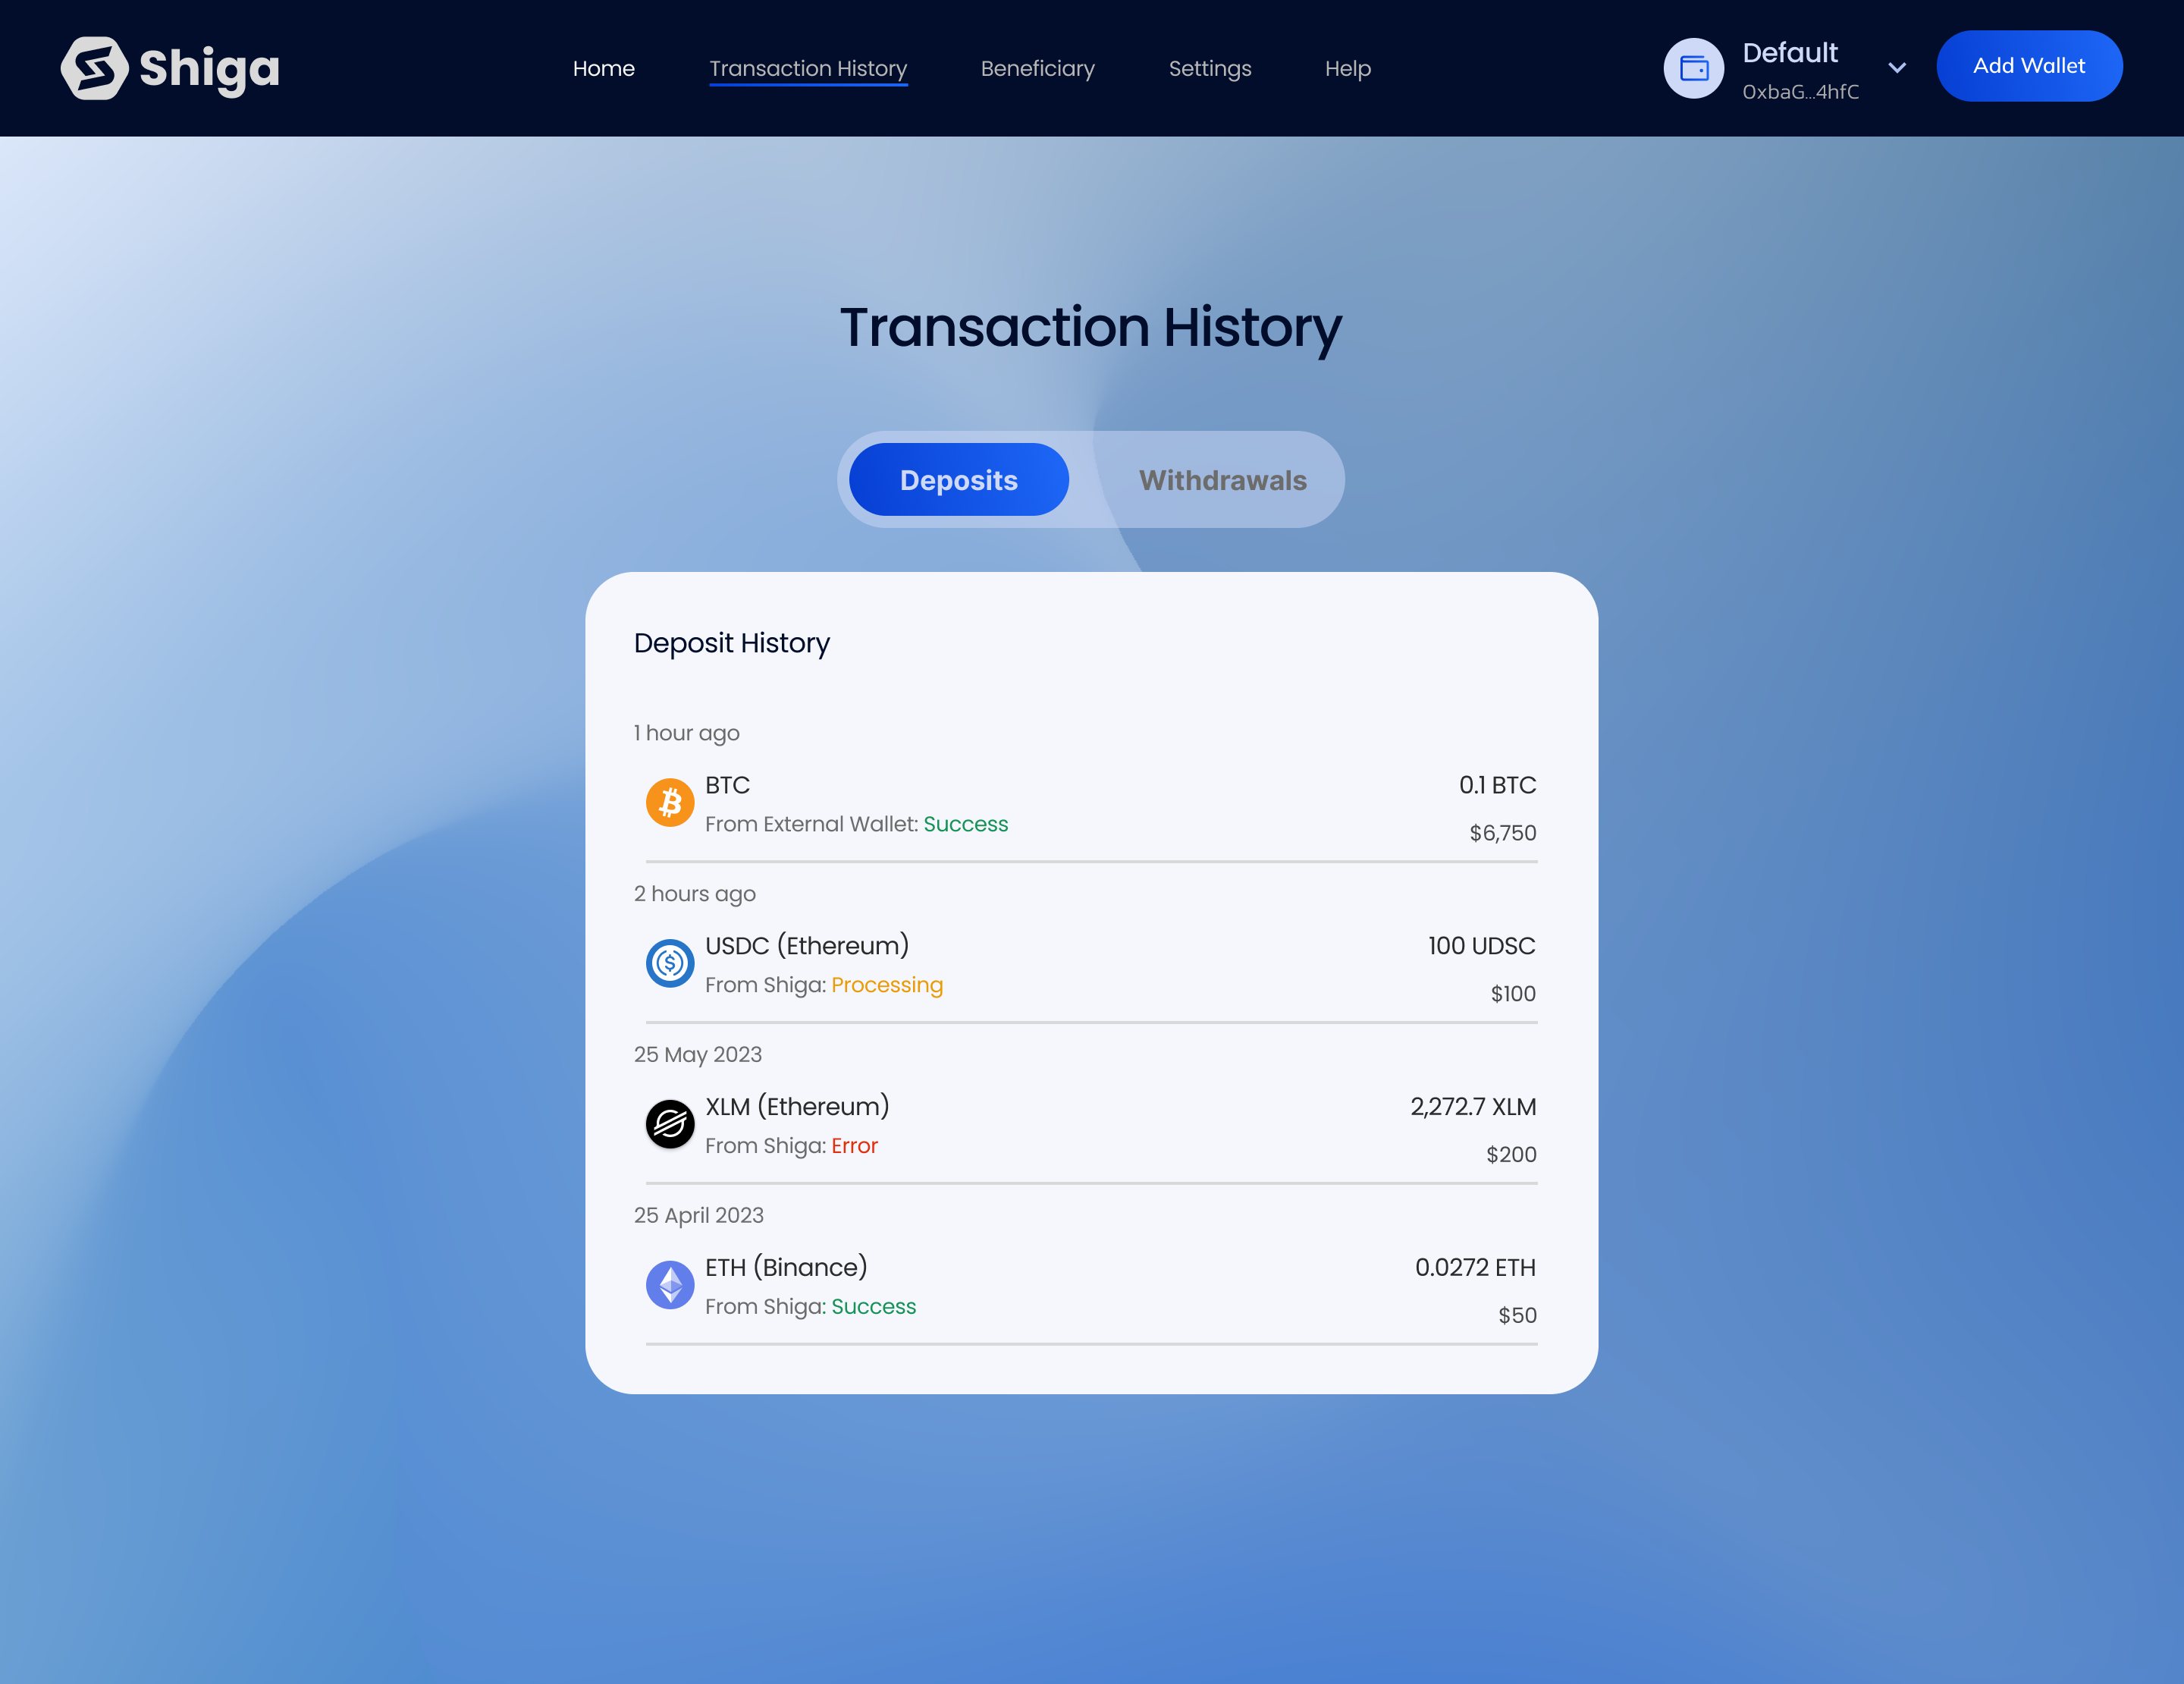 Shiga
Home Transaction History Beneficiary Settings Help
Default
0xbaG...4hfC
Add Wallet
Transaction History
Deposits Withdrawals
Deposit History
1 hour ago
BTC 0.1 BTC
From External Wallet: Success $6,750
2 hours ago
USDC (Ethereum) 100 UDSC
From Shiga: Processing $100
25 May 2023
XLM (Ethereum) 2,272.7 XLM
From Shiga: Error $200
25 April 2023
ETH (Binance) 0.0272 ETH
From Shiga: Success $50